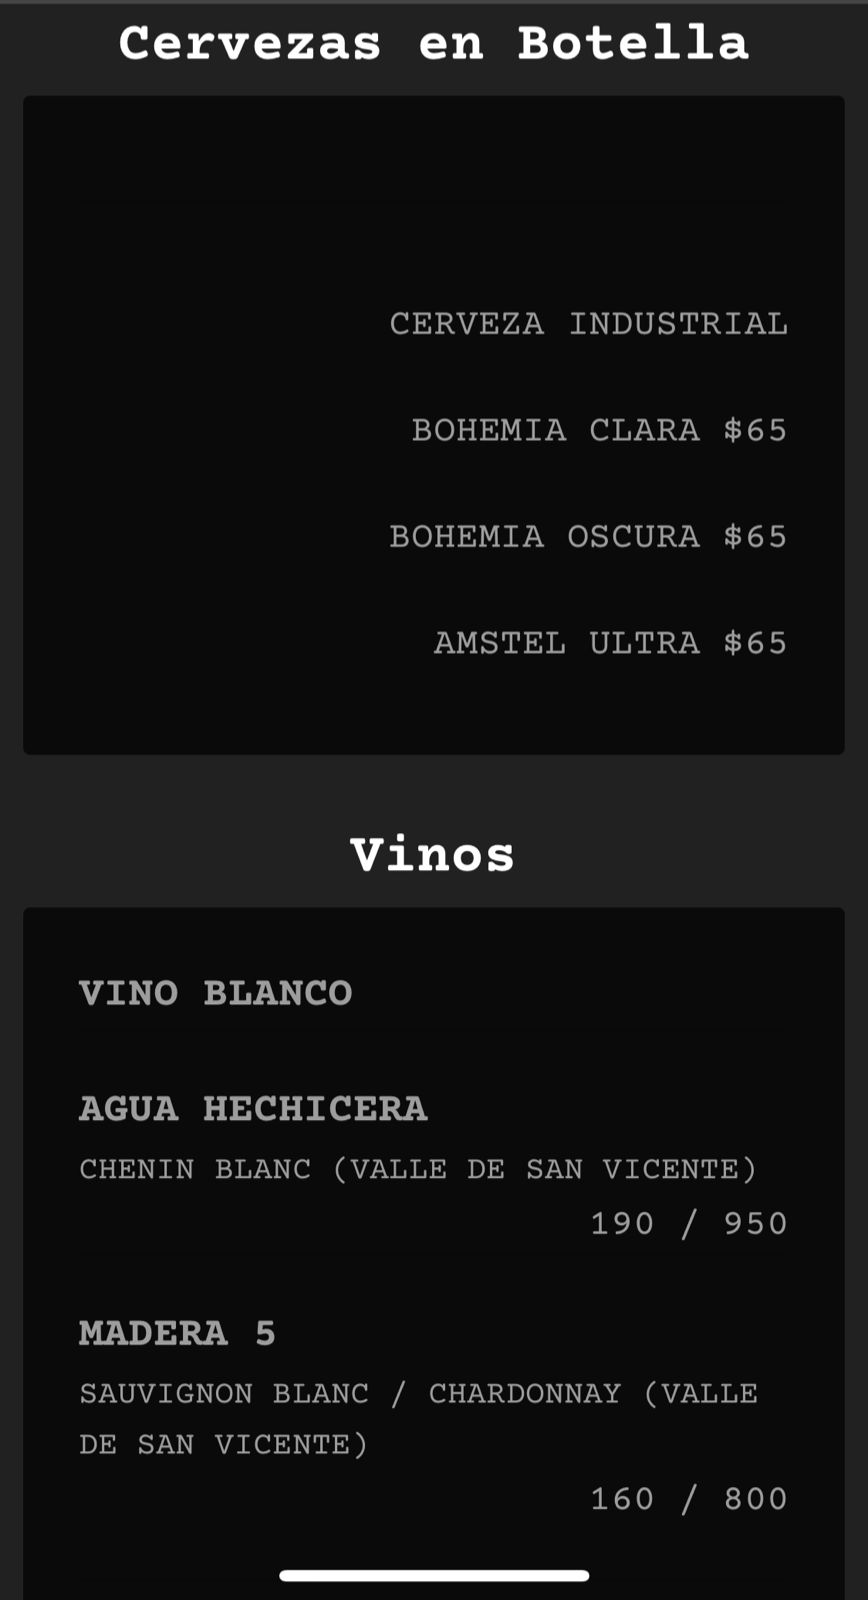 Cervezas en Botella
CERVEZA INDUSTRIAL
BOHEMIA CLARA $65
BOHEMIA OSCURA $65
AMSTEL ULTRA $65
Vinos
VINO BLANCO
AGUA HECHICERA
CHENIN BLANC (VALLE DE SAN VICENTE)
190 / 950
MADERA 5
SAUVIGNON BLANC / CHARDONNAY (VALLE
DE SAN VICENTE)
160 / 800